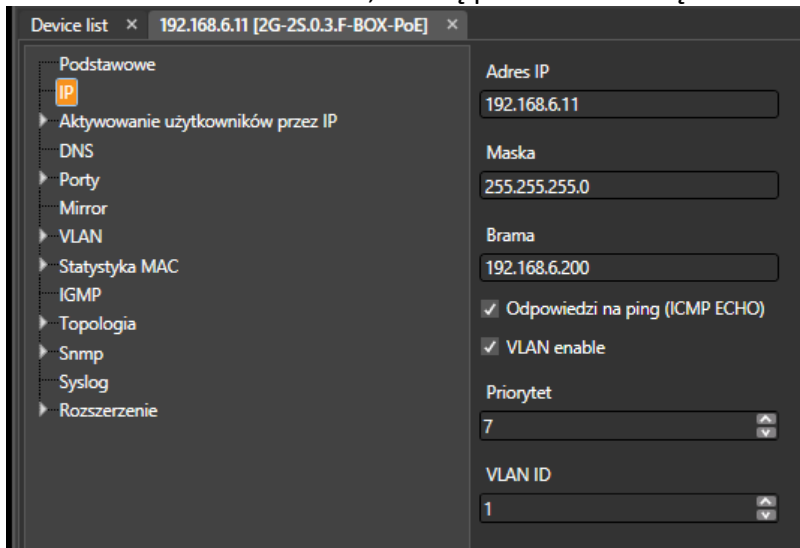 Device list × 192.168.6.11 [2G-2S.0.3.F-BOX-PoE] ×
Podstawowe
IP
Aktywowanie użytkowników przez IP
DNS
Porty
Mirror
VLAN
Statystyka MAC
IGMP
Topologia
Snmp
Syslog
Rozszerzenie
Adres IP
192.168.6.11
Maska
255.255.255.0
Brama
192.168.6.200
Odpowiedzi na ping (ICMP ECHO)
VLAN enable
Priorytet
7
VLAN ID
1